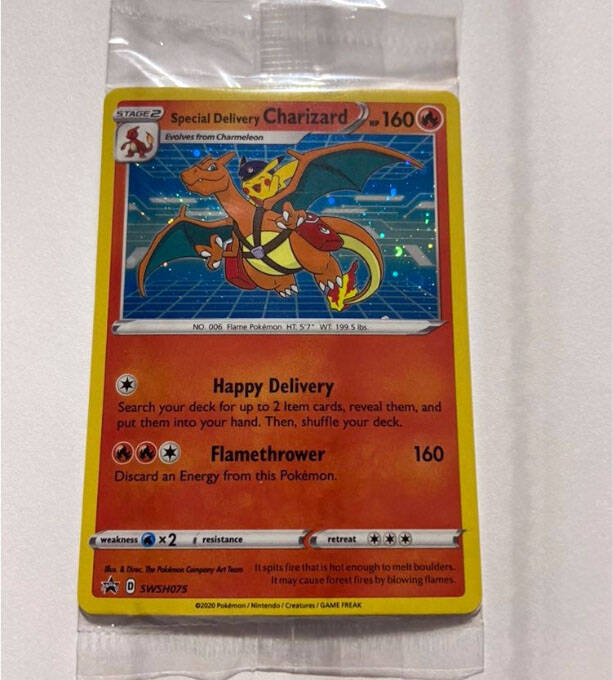 STAGE 2
Special Delivery Charizard HP 160
Evolves from Charmeleon
NO. 006 Flame Pokémon HT: 5'7" WT: 199.5 lbs.
Happy Delivery
Search your deck for up to 2 Item cards, reveal them, and
put them into your hand. Then, shuffle your deck.
Flamethrower 160
Discard an Energy from this Pokémon.
weakness ×2 resistance retreat
Illus. & Direc. The Pokémon Company Art Team
It spits fire that is hot enough to melt boulders.
It may cause forest fires by blowing flames.
D SWSH075
©2020 Pokémon / Nintendo / Creatures / GAME FREAK